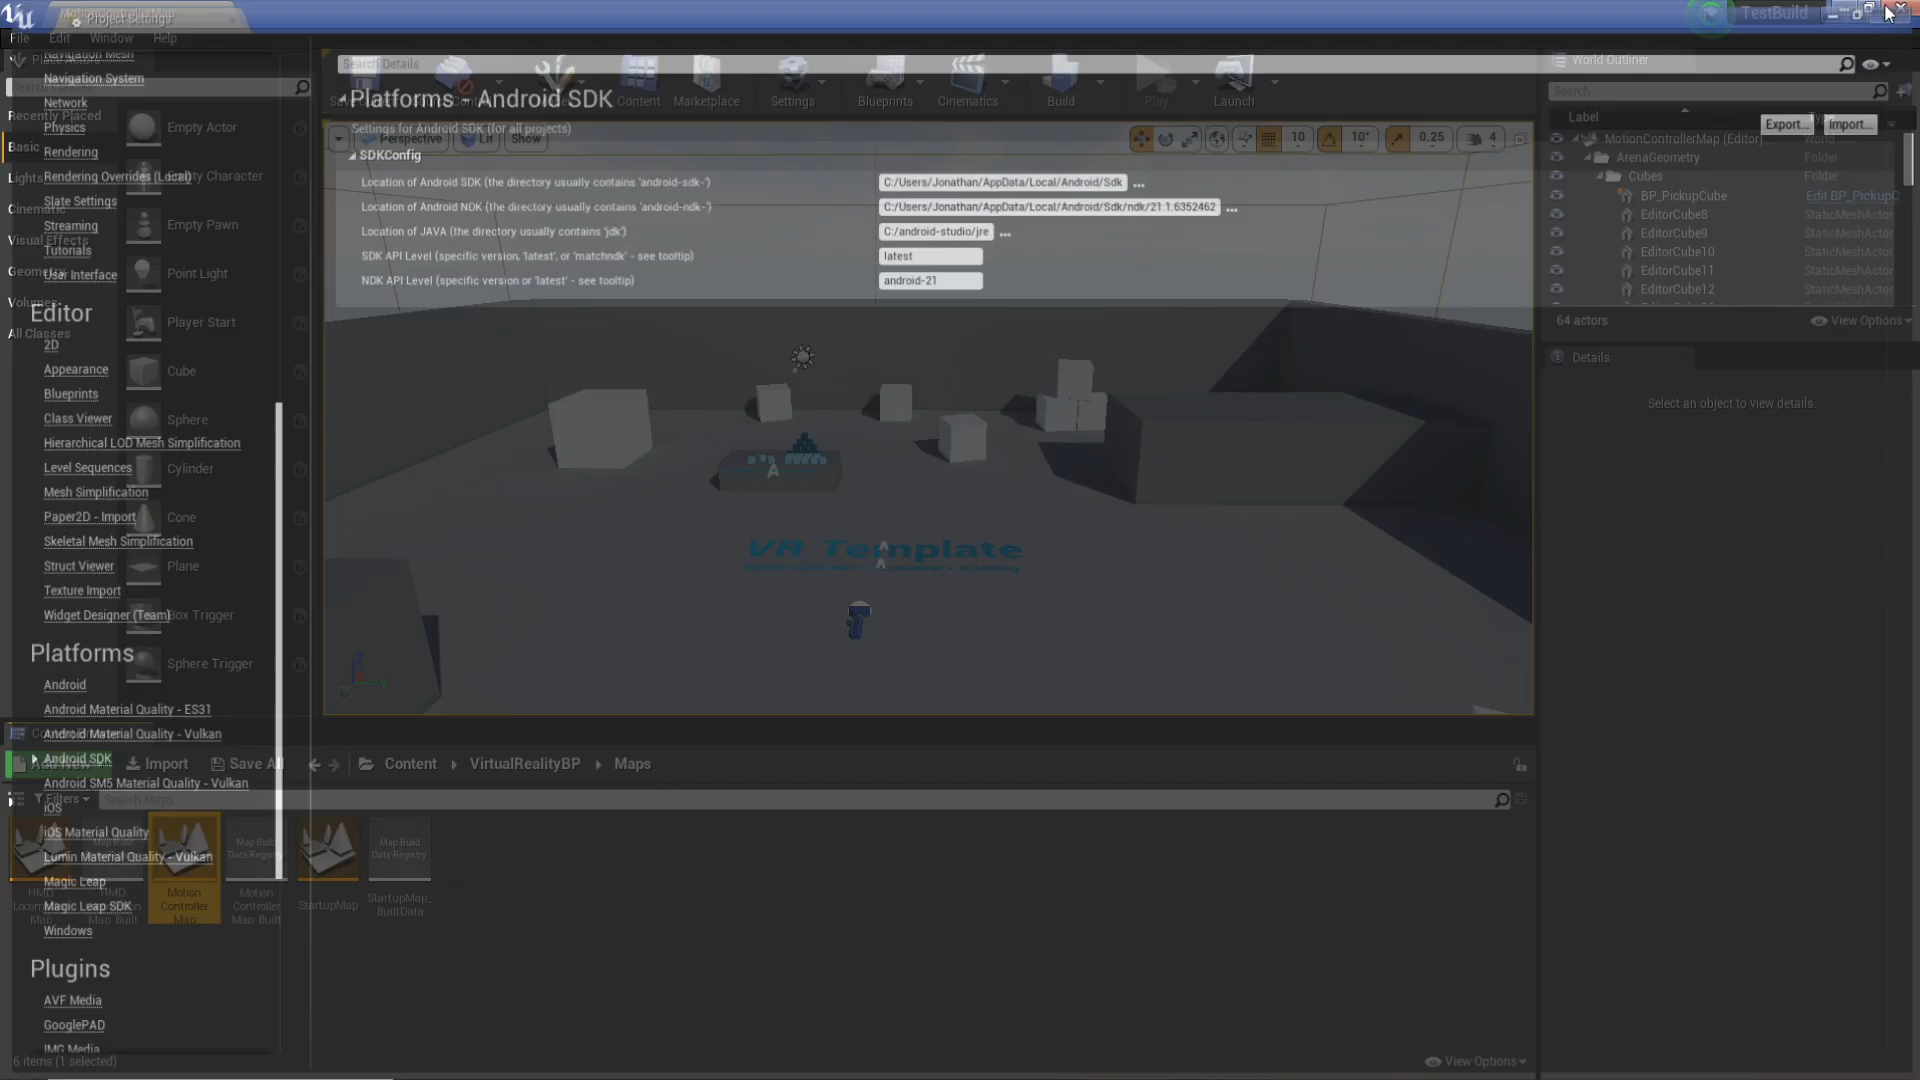 MotionControllerMap
Project Settings
TestBuild
File Edit Window Help
Navigation Mesh
Navigation System
Network
Physics
Rendering
Rendering Overrides (Local)
Slate Settings
Streaming
Tutorials
User Interface
Editor
2D
Appearance
Blueprints
Class Viewer
Hierarchical LOD Mesh Simplification
Level Sequences
Mesh Simplification
Paper2D - Import
Skeletal Mesh Simplification
Struct Viewer
Texture Import
Widget Designer (Team)
Platforms
Android
Android Material Quality - ES31
Android Material Quality - Vulkan
Android SDK
Android SM5 Material Quality - Vulkan
iOS
iOS Material Quality
Lumin Material Quality - Vulkan
Magic Leap
Magic Leap SDK
Windows
Plugins
AVF Media
GooglePAD
IMG Media
Place Actors
Recently Played
Basic
Lights
Cinematic
Visual Effects
Geometry
Volumes
All Classes
Empty Actor
Empty Character
Empty Pawn
Point Light
Player Start
Cube
Sphere
Cylinder
Cone
Plane
Box Trigger
Sphere Trigger
Search Details
Content Marketplace Settings Blueprints Cinematics Build Play Launch
Platforms - Android SDK
Settings for Android SDK (for all projects)
Export... Import...
Perspective Lit Show
10 10° 0.25 4
SDKConfig
Location of Android SDK (the directory usually contains 'android-sdk-')
C:/Users/Jonathan/AppData/Local/Android/Sdk ...
Location of Android NDK (the directory usually contains 'android-ndk-')
C:/Users/Jonathan/AppData/Local/Android/Sdk/ndk/21.1.6352462 ...
Location of JAVA (the directory usually contains 'jdk')
C:/android-studio/jre ...
SDK API Level (specific version, 'latest', or 'matchndk' - see tooltip)
latest
NDK API Level (specific version or 'latest' - see tooltip)
android-21
VR Template
World Outliner
Search...
Label
MotionControllerMap (Editor) World
ArenaGeometry Folder
Cubes Folder
BP_PickupCube Edit BP_PickupC
EditorCube8 StaticMeshActor
EditorCube9 StaticMeshActor
EditorCube10 StaticMeshActor
EditorCube11 StaticMeshActor
EditorCube12 StaticMeshActor
64 actors
View Options
Details
Select an object to view details.
Add New Import Save All Content VirtualRealityBP Maps
Filters
Search Maps
Map Build
Data Registry
Map Build
Data Registry
Motion
Controller
Map
Motion
Controller
Map_Built
StartupMap
StartupMap_
BuiltData
6 items (1 selected)
View Options